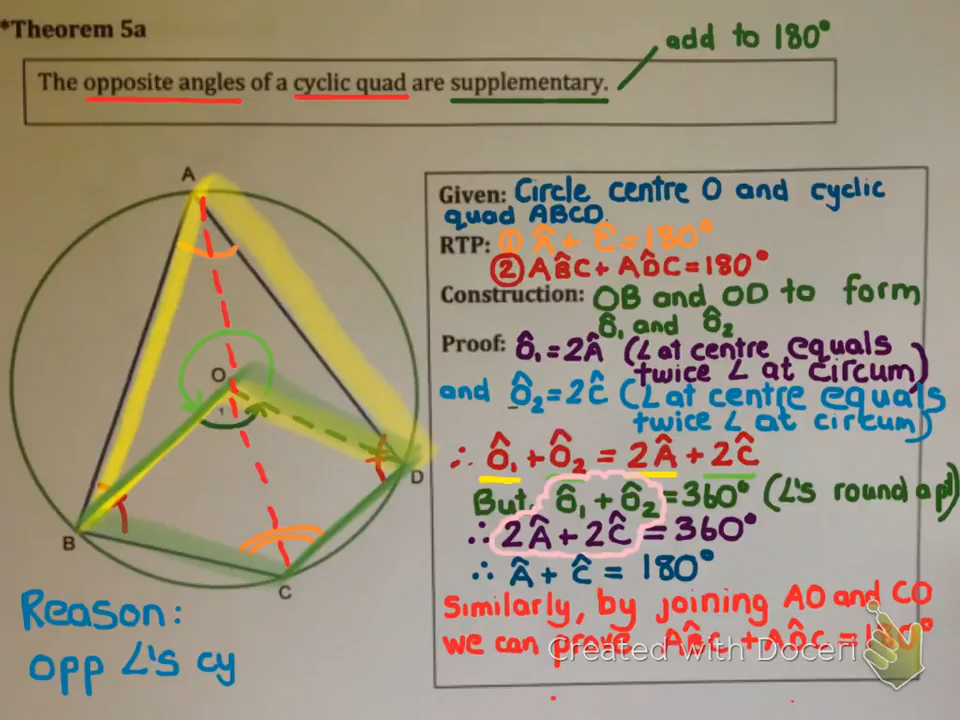 *Theorem 5a
add to 180°
The opposite angles of a cyclic quad are supplementary.
A
O
1
B
C
D
Given: Circle centre O and cyclic
quad ABCD.
RTP: ① Â + Ĉ = 180°
② AB̂C + AD̂C = 180°
Construction: OB and OD to form
Ô₁ and Ô₂
Proof: Ô₁ = 2Â (∠ at centre equals
twice ∠ at circum)
and Ô₂ = 2Ĉ (∠ at centre equals
twice ∠ at circum)
∴ Ô₁ + Ô₂ = 2Â + 2Ĉ
But Ô₁ + Ô₂ = 360° (∠'s round a pt)
∴ 2Â + 2Ĉ = 360°
∴ Â + Ĉ = 180°
Similarly, by joining AO and CO
we can prove AB̂C + AD̂C = 180°
Reason:
opp ∠'s cy
Created with Doceri